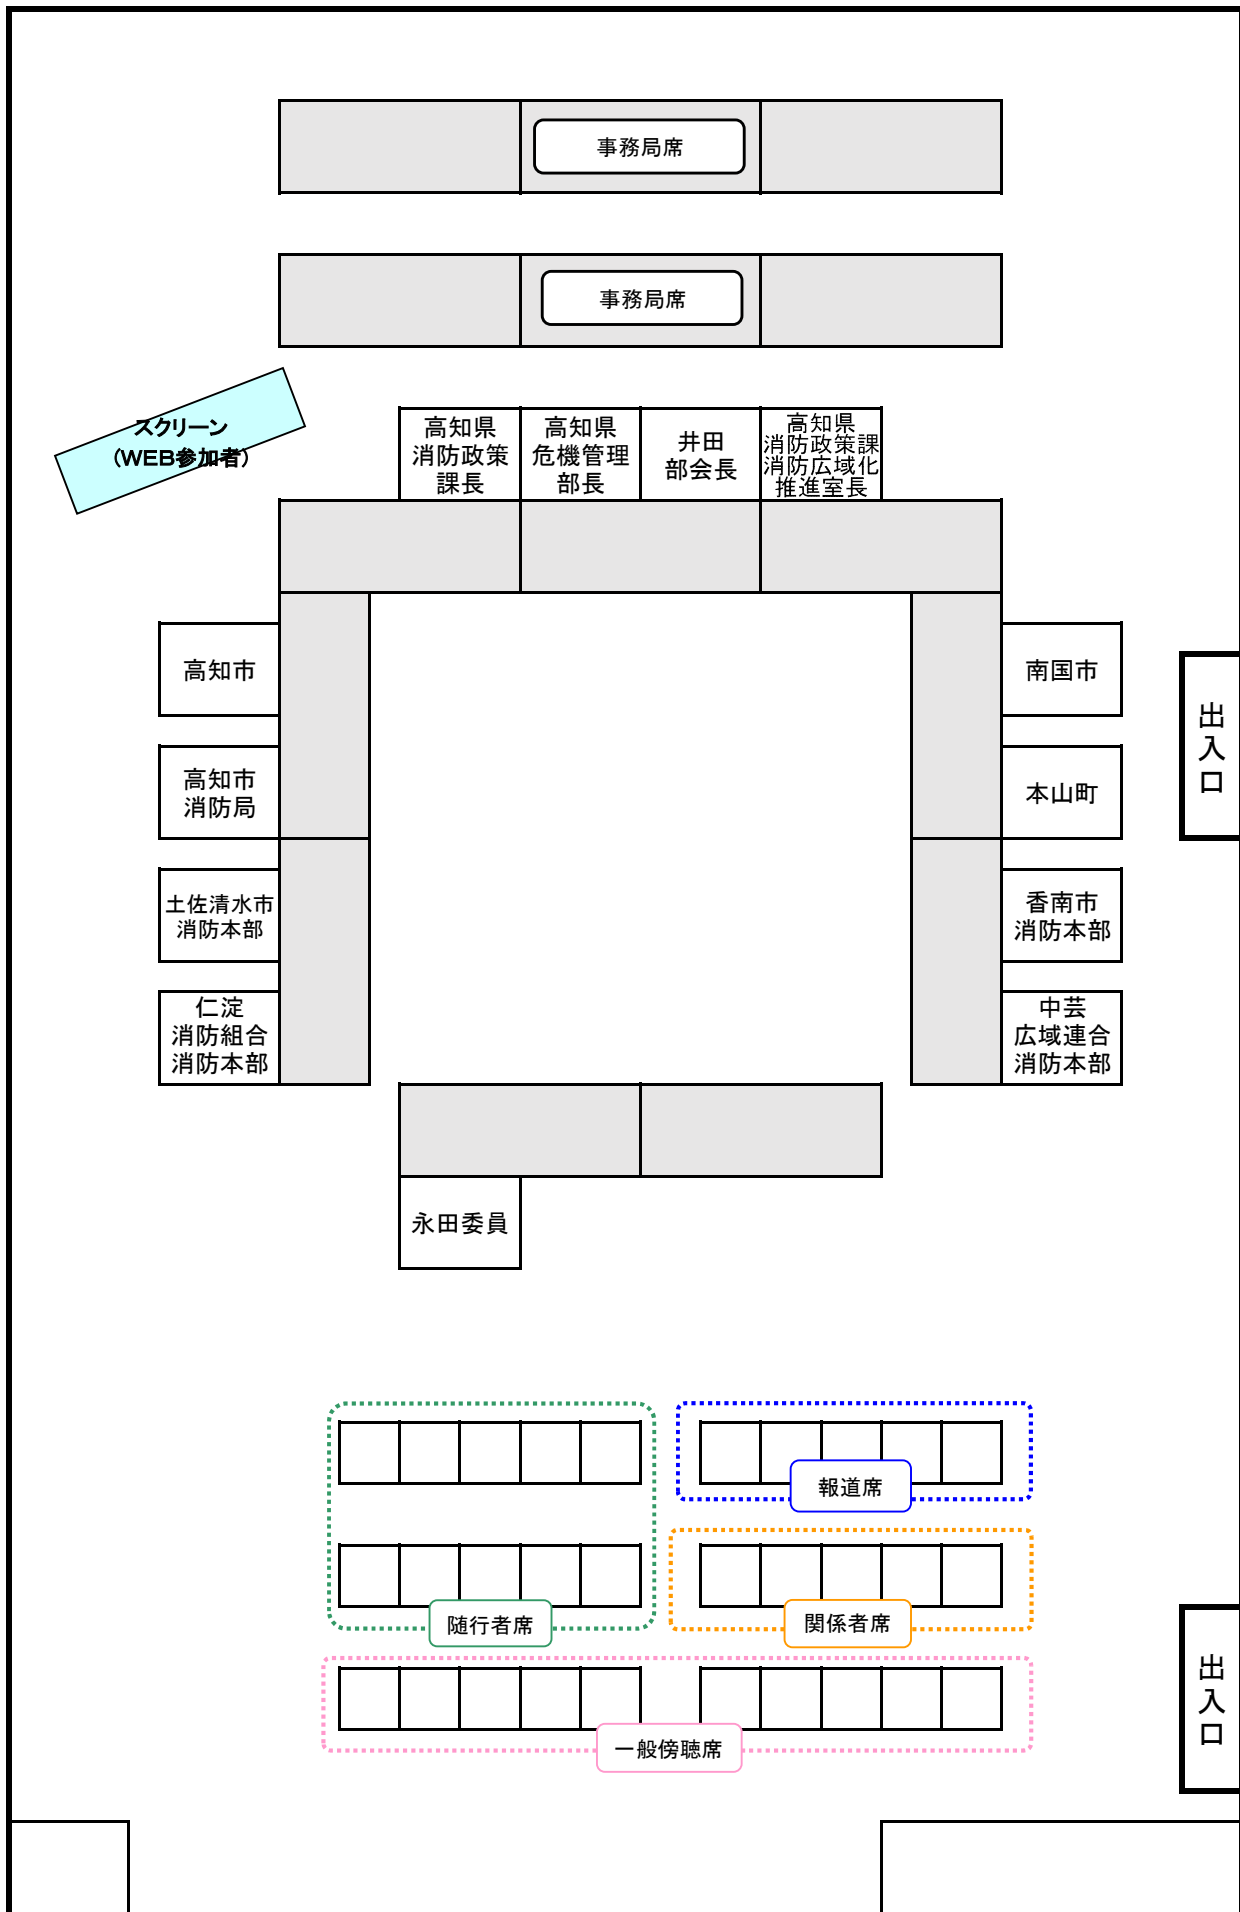 事務局席
事務局席
スクリーン
（WEB参加者）
高知県
消防政策
課長
高知県
危機管理
部長
井田
部会長
高知県
消防政策課
消防広域化
推進室長
高知市
南国市
出入口
高知市
消防局
本山町
土佐清水市
消防本部
香南市
消防本部
仁淀
消防組合
消防本部
中芸
広域連合
消防本部
永田委員
報道席
随行者席
関係者席
出入口
一般傍聴席